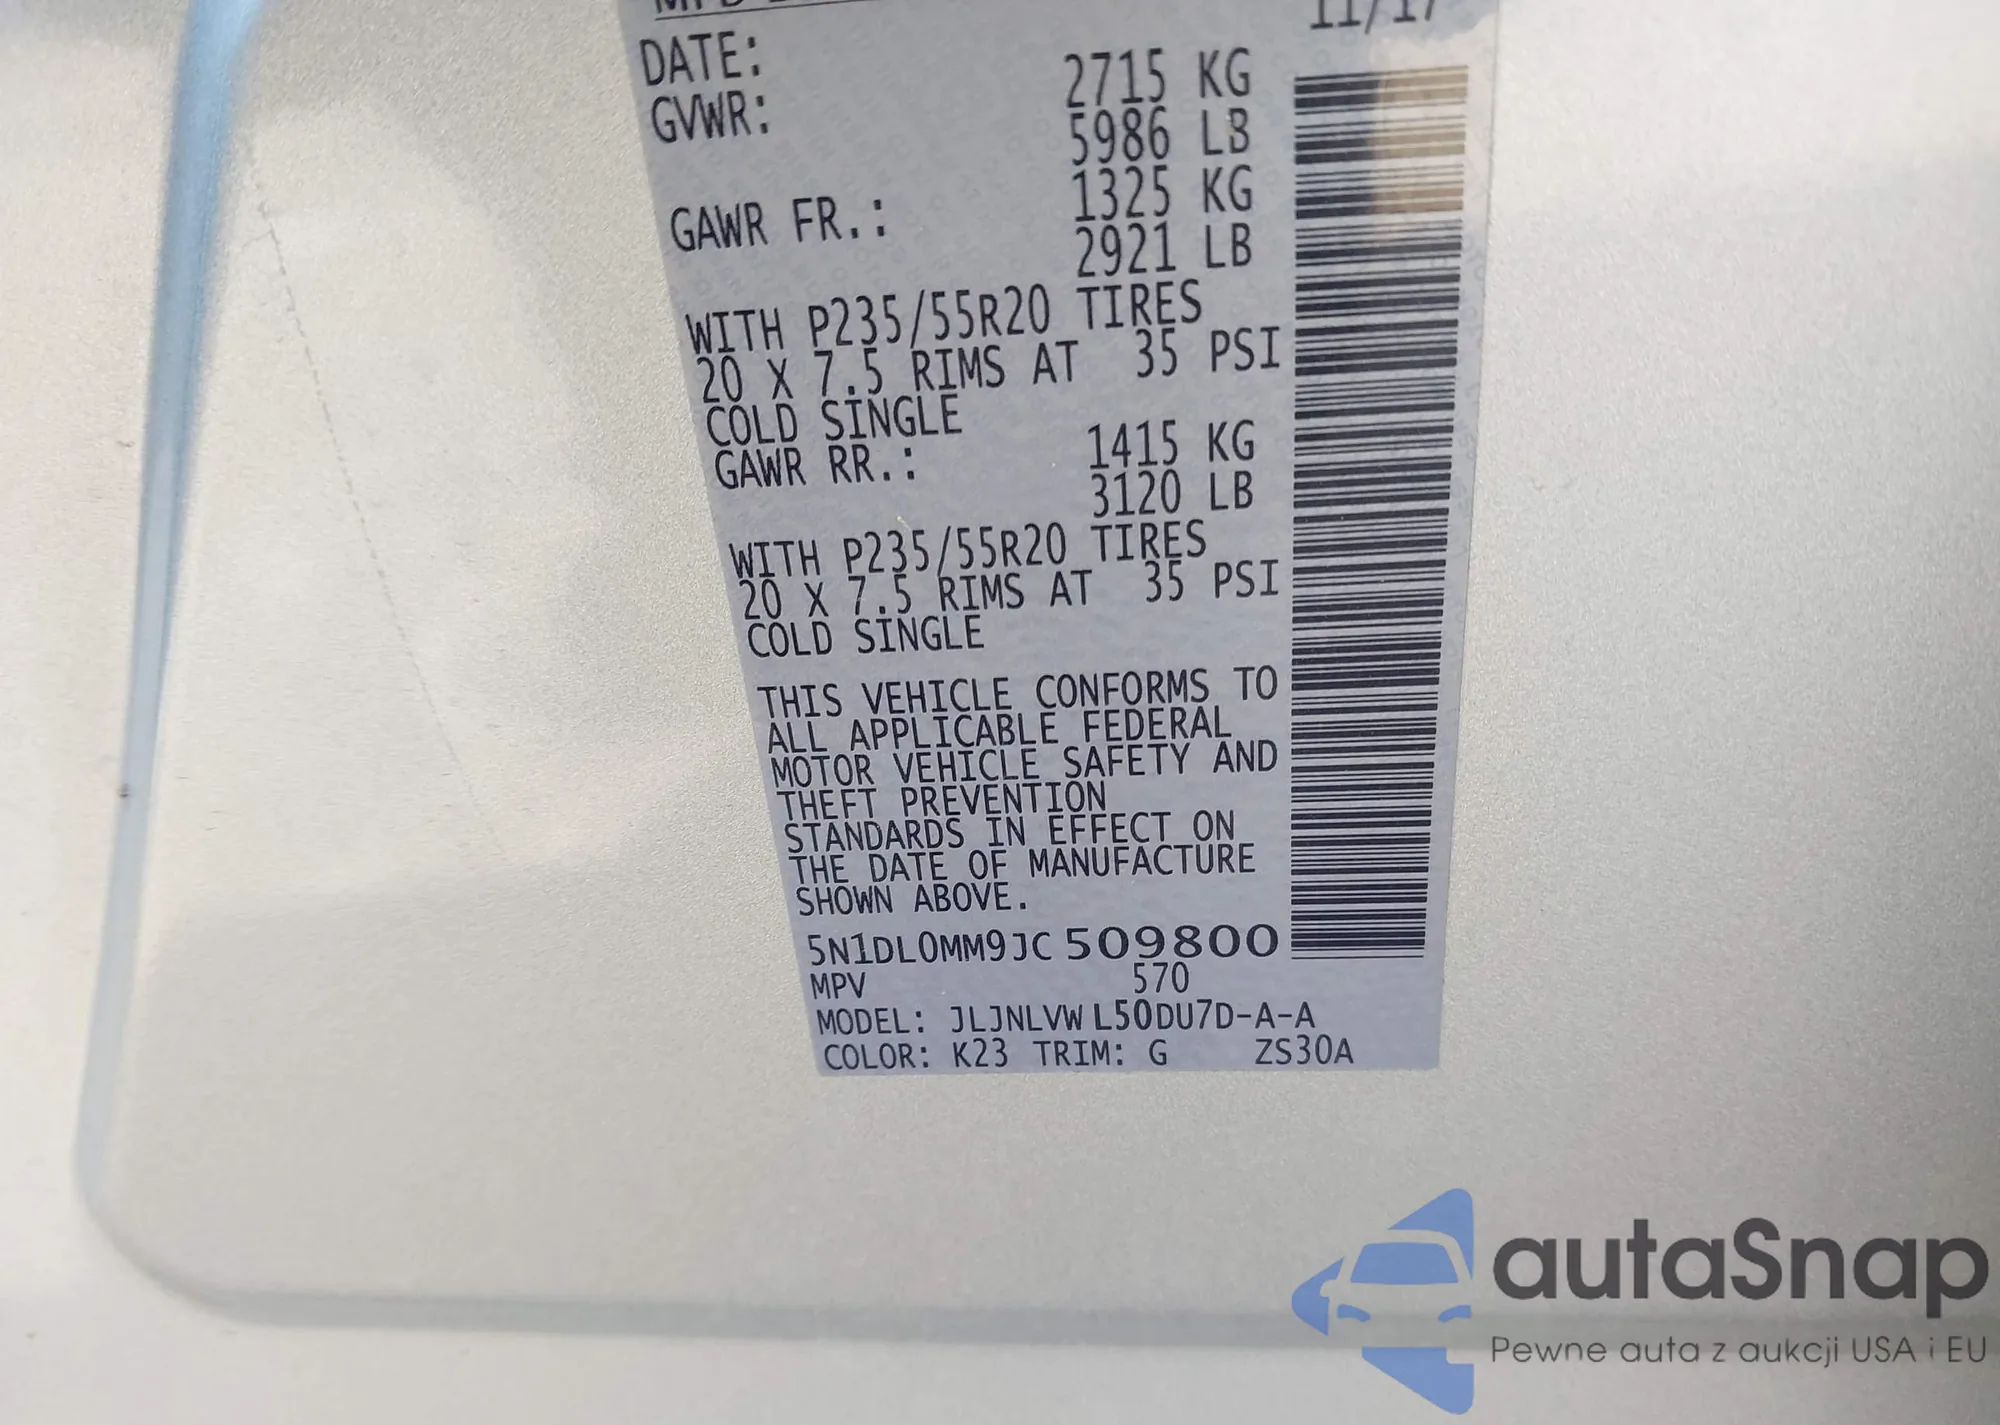 11/17
DATE:
2715 KG
GVWR:
5986 LB
1325 KG
GAWR FR.:
2921 LB
WITH P235/55R20 TIRES
20 X 7.5 RIMS AT 35 PSI
COLD SINGLE
GAWR RR.: 1415 KG
3120 LB
WITH P235/55R20 TIRES
20 X 7.5 RIMS AT 35 PSI
COLD SINGLE
THIS VEHICLE CONFORMS TO
ALL APPLICABLE FEDERAL
MOTOR VEHICLE SAFETY AND
THEFT PREVENTION
STANDARDS IN EFFECT ON
THE DATE OF MANUFACTURE
SHOWN ABOVE.
5N1DL0MM9JC 509800
MPV 570
MODEL: JLJNLVW L50DU7D-A-A
COLOR: K23 TRIM: G ZS30A
autaSnap
Pewne auta z aukcji USA i EU